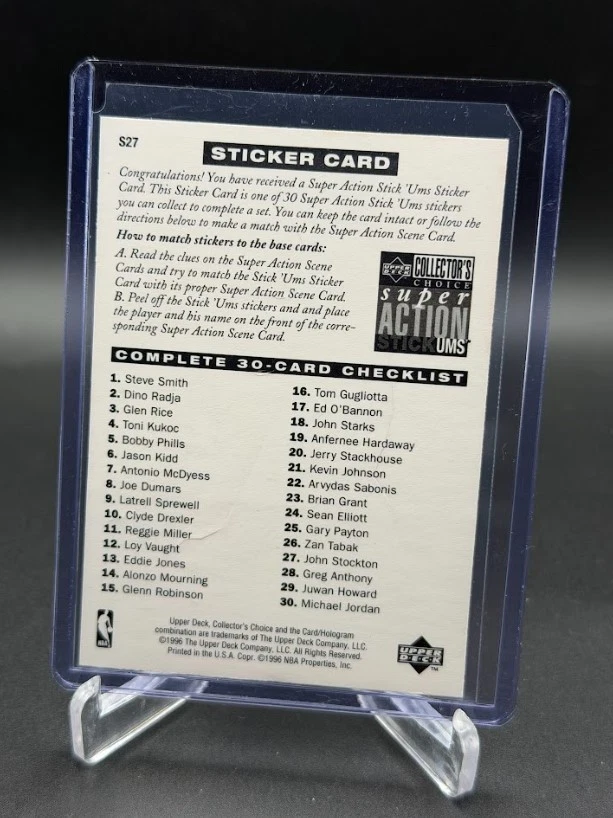 S27
STICKER CARD
Congratulations! You have received a Super Action Stick 'Ums Sticker
Card. This Sticker Card is one of 30 Super Action Stick 'Ums stickers
you can collect to complete a set. You can keep the card intact or follow the
directions below to make a match with the Super Action Scene Card.
How to match stickers to the base cards:
A. Read the clues on the Super Action Scene
Cards and try to match the Stick 'Ums Sticker
Card with its proper Super Action Scene Card.
B. Peel off the Stick 'Ums stickers and and place
the player and his name on the front of the corre-
sponding Super Action Scene Card.
UPPER DECK
COLLECTOR'S
CHOICE
super
ACTION
STICK UMS
COMPLETE 30-CARD CHECKLIST
1. Steve Smith
2. Dino Radja
3. Glen Rice
4. Toni Kukoc
5. Bobby Phills
6. Jason Kidd
7. Antonio McDyess
8. Joe Dumars
9. Latrell Sprewell
10. Clyde Drexler
11. Reggie Miller
12. Loy Vaught
13. Eddie Jones
14. Alonzo Mourning
15. Glenn Robinson
16. Tom Gugliotta
17. Ed O'Bannon
18. John Starks
19. Anfernee Hardaway
20. Jerry Stackhouse
21. Kevin Johnson
22. Arvydas Sabonis
23. Brian Grant
24. Sean Elliott
25. Gary Payton
26. Zan Tabak
27. John Stockton
28. Greg Anthony
29. Juwan Howard
30. Michael Jordan
Upper Deck, Collector's Choice and the Card/Hologram
combination are trademarks of The Upper Deck Company, LLC.
©1996 The Upper Deck Company, LLC. All Rights Reserved.
Printed in the U.S.A. Copr. ©1996 NBA Properties, Inc.
NBA
UPPER
DECK
TM